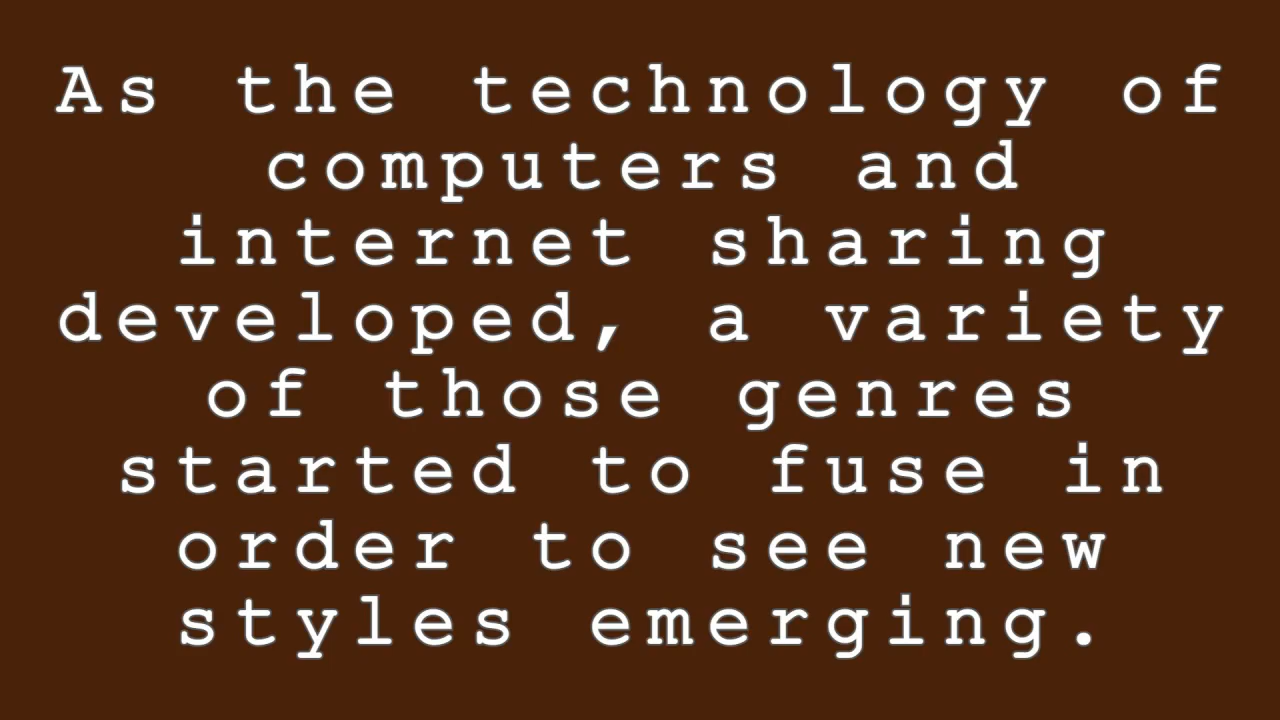 As the technology of
computers and
internet sharing
developed, a variety
of those genres
started to fuse in
order to see new
styles emerging.